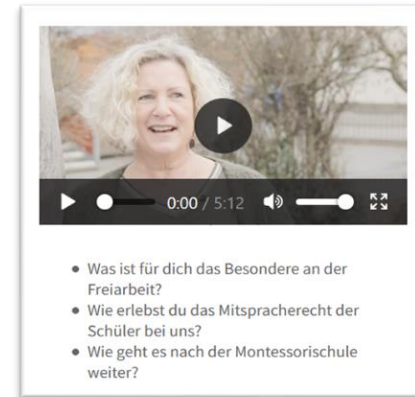 0:00 / 5:12
• Was ist für dich das Besondere an der
Freiarbeit?
• Wie erlebst du das Mitspracherecht der
Schüler bei uns?
• Wie geht es nach der Montessorischule
weiter?